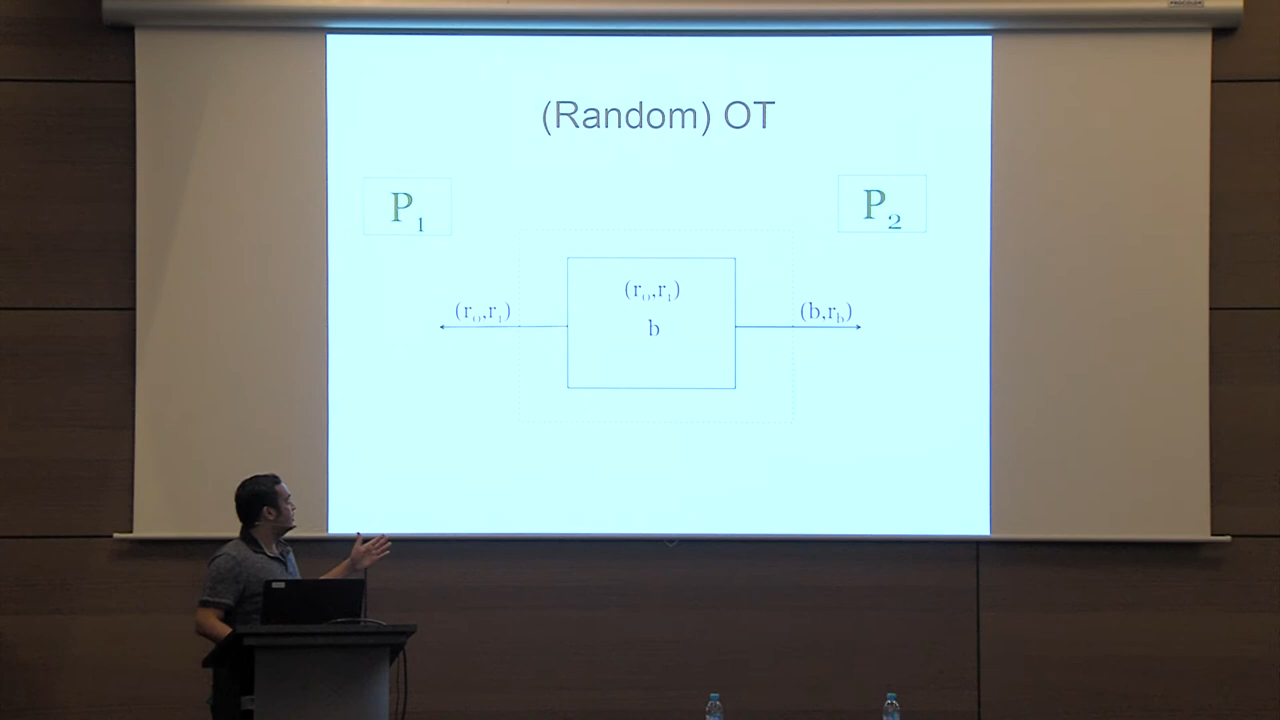 (Random) OT
P₁
P₂
(r₀,r₁)
b
(r₀,r₁)
(b,r_b)